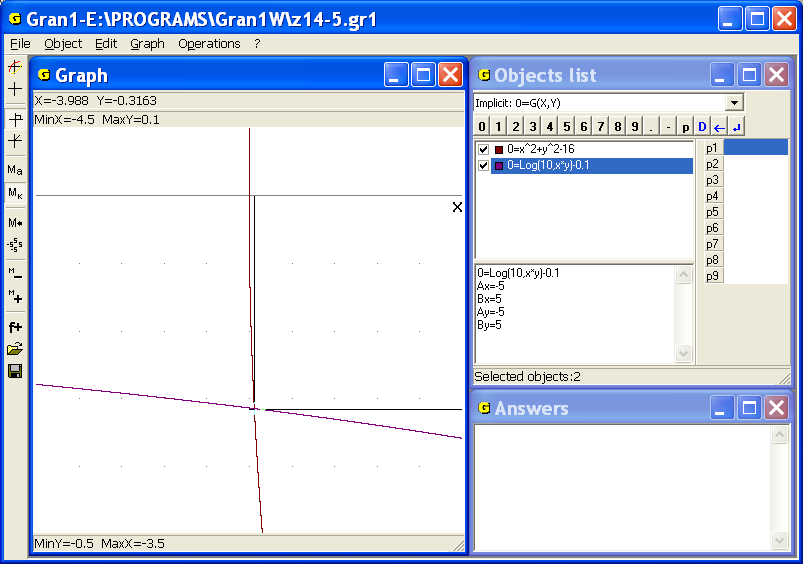 Gran1-E:\PROGRAMS\Gran1W\z14-5.gr1
File Object Edit Graph Operations ?
Graph
X=-3.988 Y=-0.3163
MinX=-4.5 MaxY=0.1
X
MinY=-0.5 MaxX=-3.5
Ma
Mк
M
-sSs
M
M
f+
Objects list
Implicit: 0=G(X,Y)
0 1 2 3 4 5 6 7 8 9 . - p D ← ↲
0=x^2+y^2-16
0=Log(10,x*y)-0.1
p1
p2
p3
p4
p5
p6
p7
p8
p9
0=Log(10,x*y)-0.1
Ax=-5
Bx=5
Ay=-5
By=5
Selected objects:2
Answers